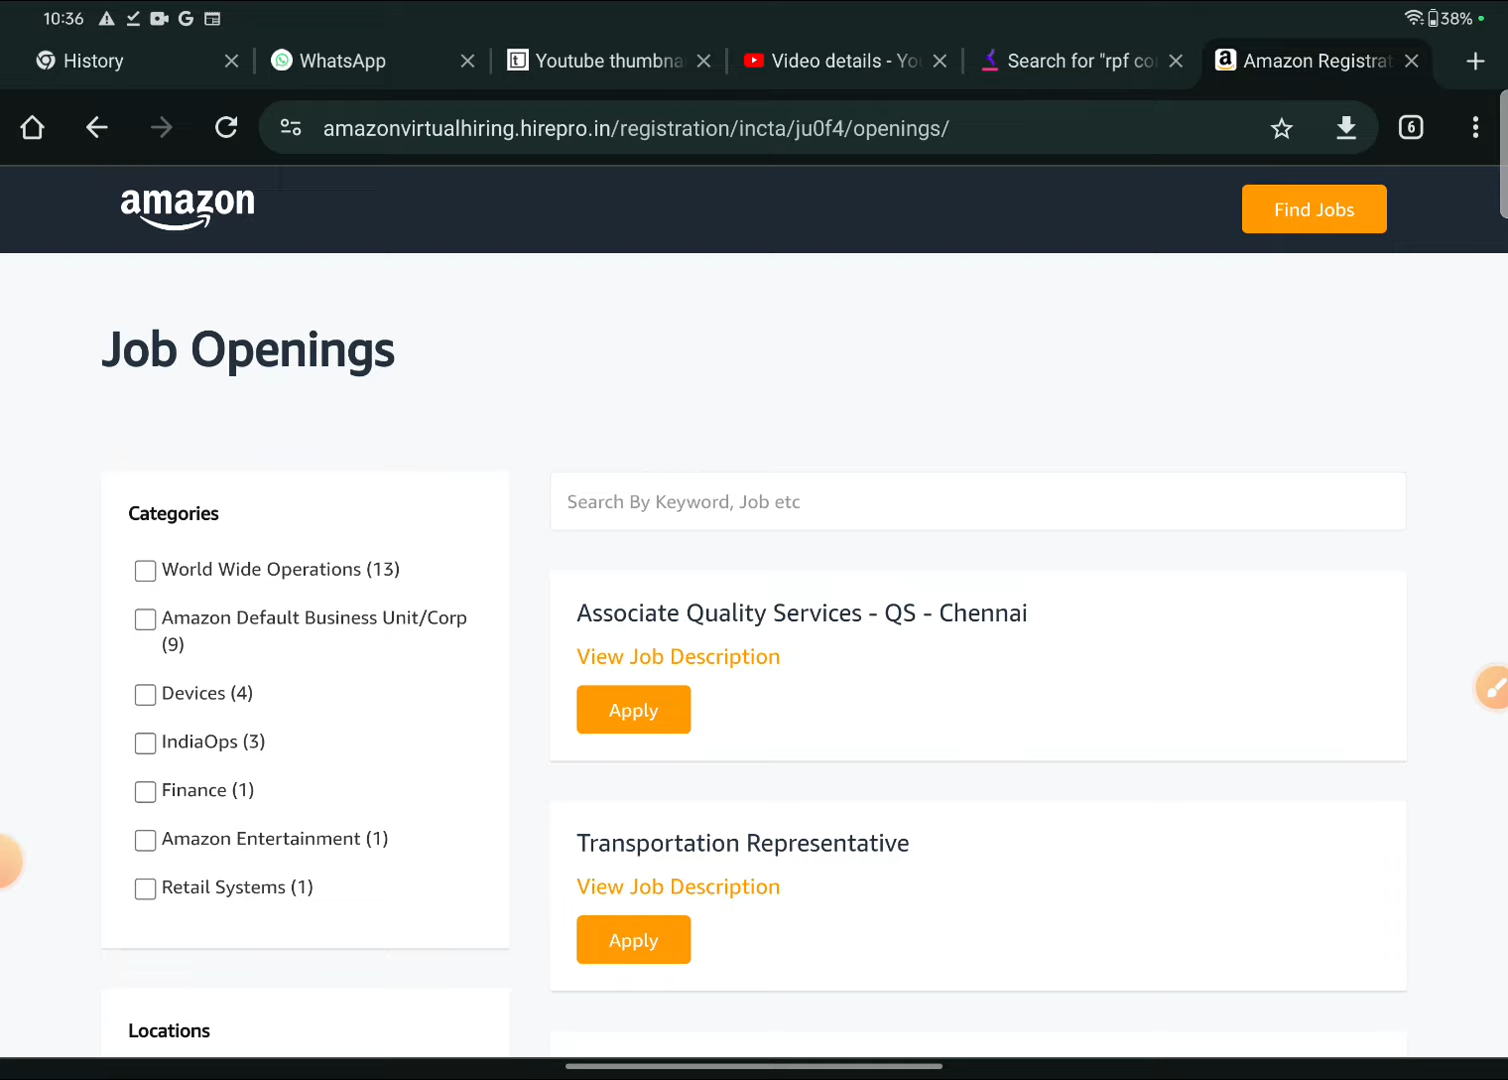 10:36
38%
History
WhatsApp
Youtube thumbna
Video details - You
Search for "rpf co
Amazon Registrat
amazonvirtualhiring.hirepro.in/registration/incta/ju0f4/openings/
6
amazon
Find Jobs
Job Openings
Categories
World Wide Operations (13)
Amazon Default Business Unit/Corp
(9)
Devices (4)
IndiaOps (3)
Finance (1)
Amazon Entertainment (1)
Retail Systems (1)
Locations
Search By Keyword, Job etc
Associate Quality Services - QS - Chennai
View Job Description
Apply
Transportation Representative
View Job Description
Apply